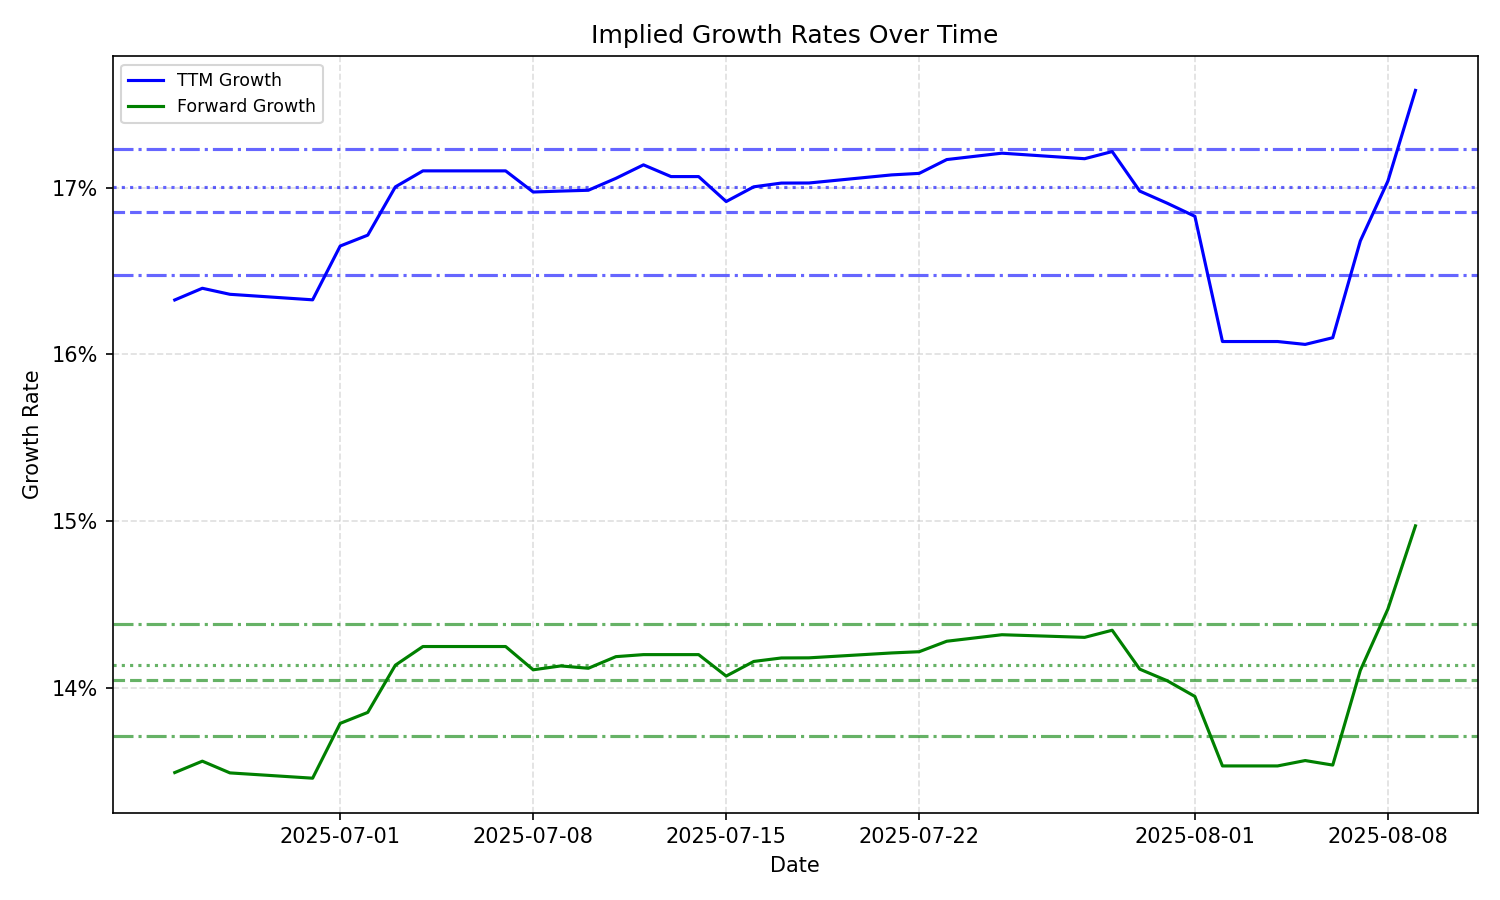 Implied Growth Rates Over Time
TTM Growth
Forward Growth
17%
16%
15%
14%
Growth Rate
2025-07-01 2025-07-08 2025-07-15 2025-07-22 2025-08-01 2025-08-08
Date